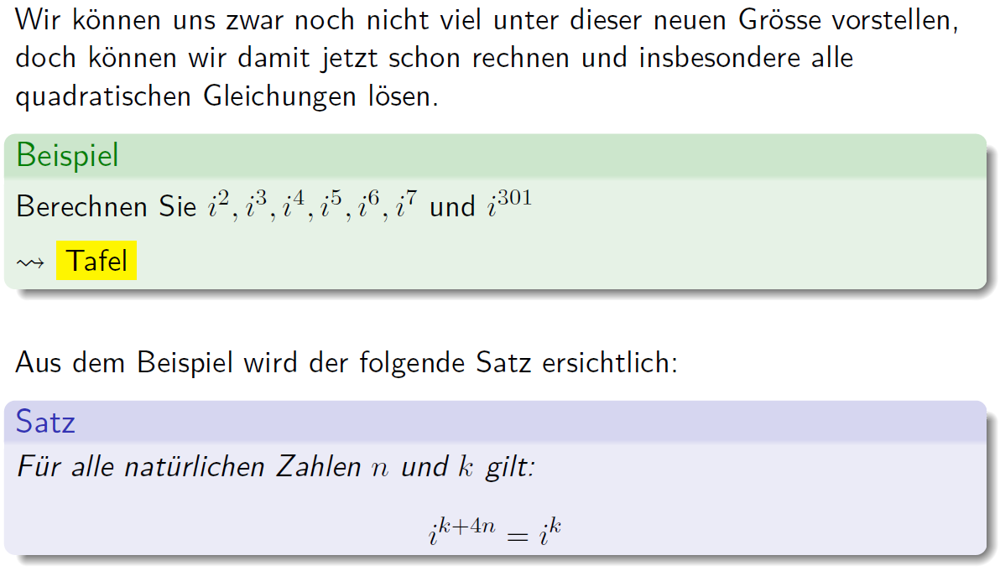 Wir können uns zwar noch nicht viel unter dieser neuen Grösse vorstellen,
doch können wir damit jetzt schon rechnen und insbesondere alle
quadratischen Gleichungen lösen.
Beispiel
Berechnen Sie i^2, i^3, i^4, i^5, i^6, i^7 und i^301
⇝ Tafel
Aus dem Beispiel wird der folgende Satz ersichtlich:
Satz
Für alle natürlichen Zahlen n und k gilt:
i^{k+4n} = i^k